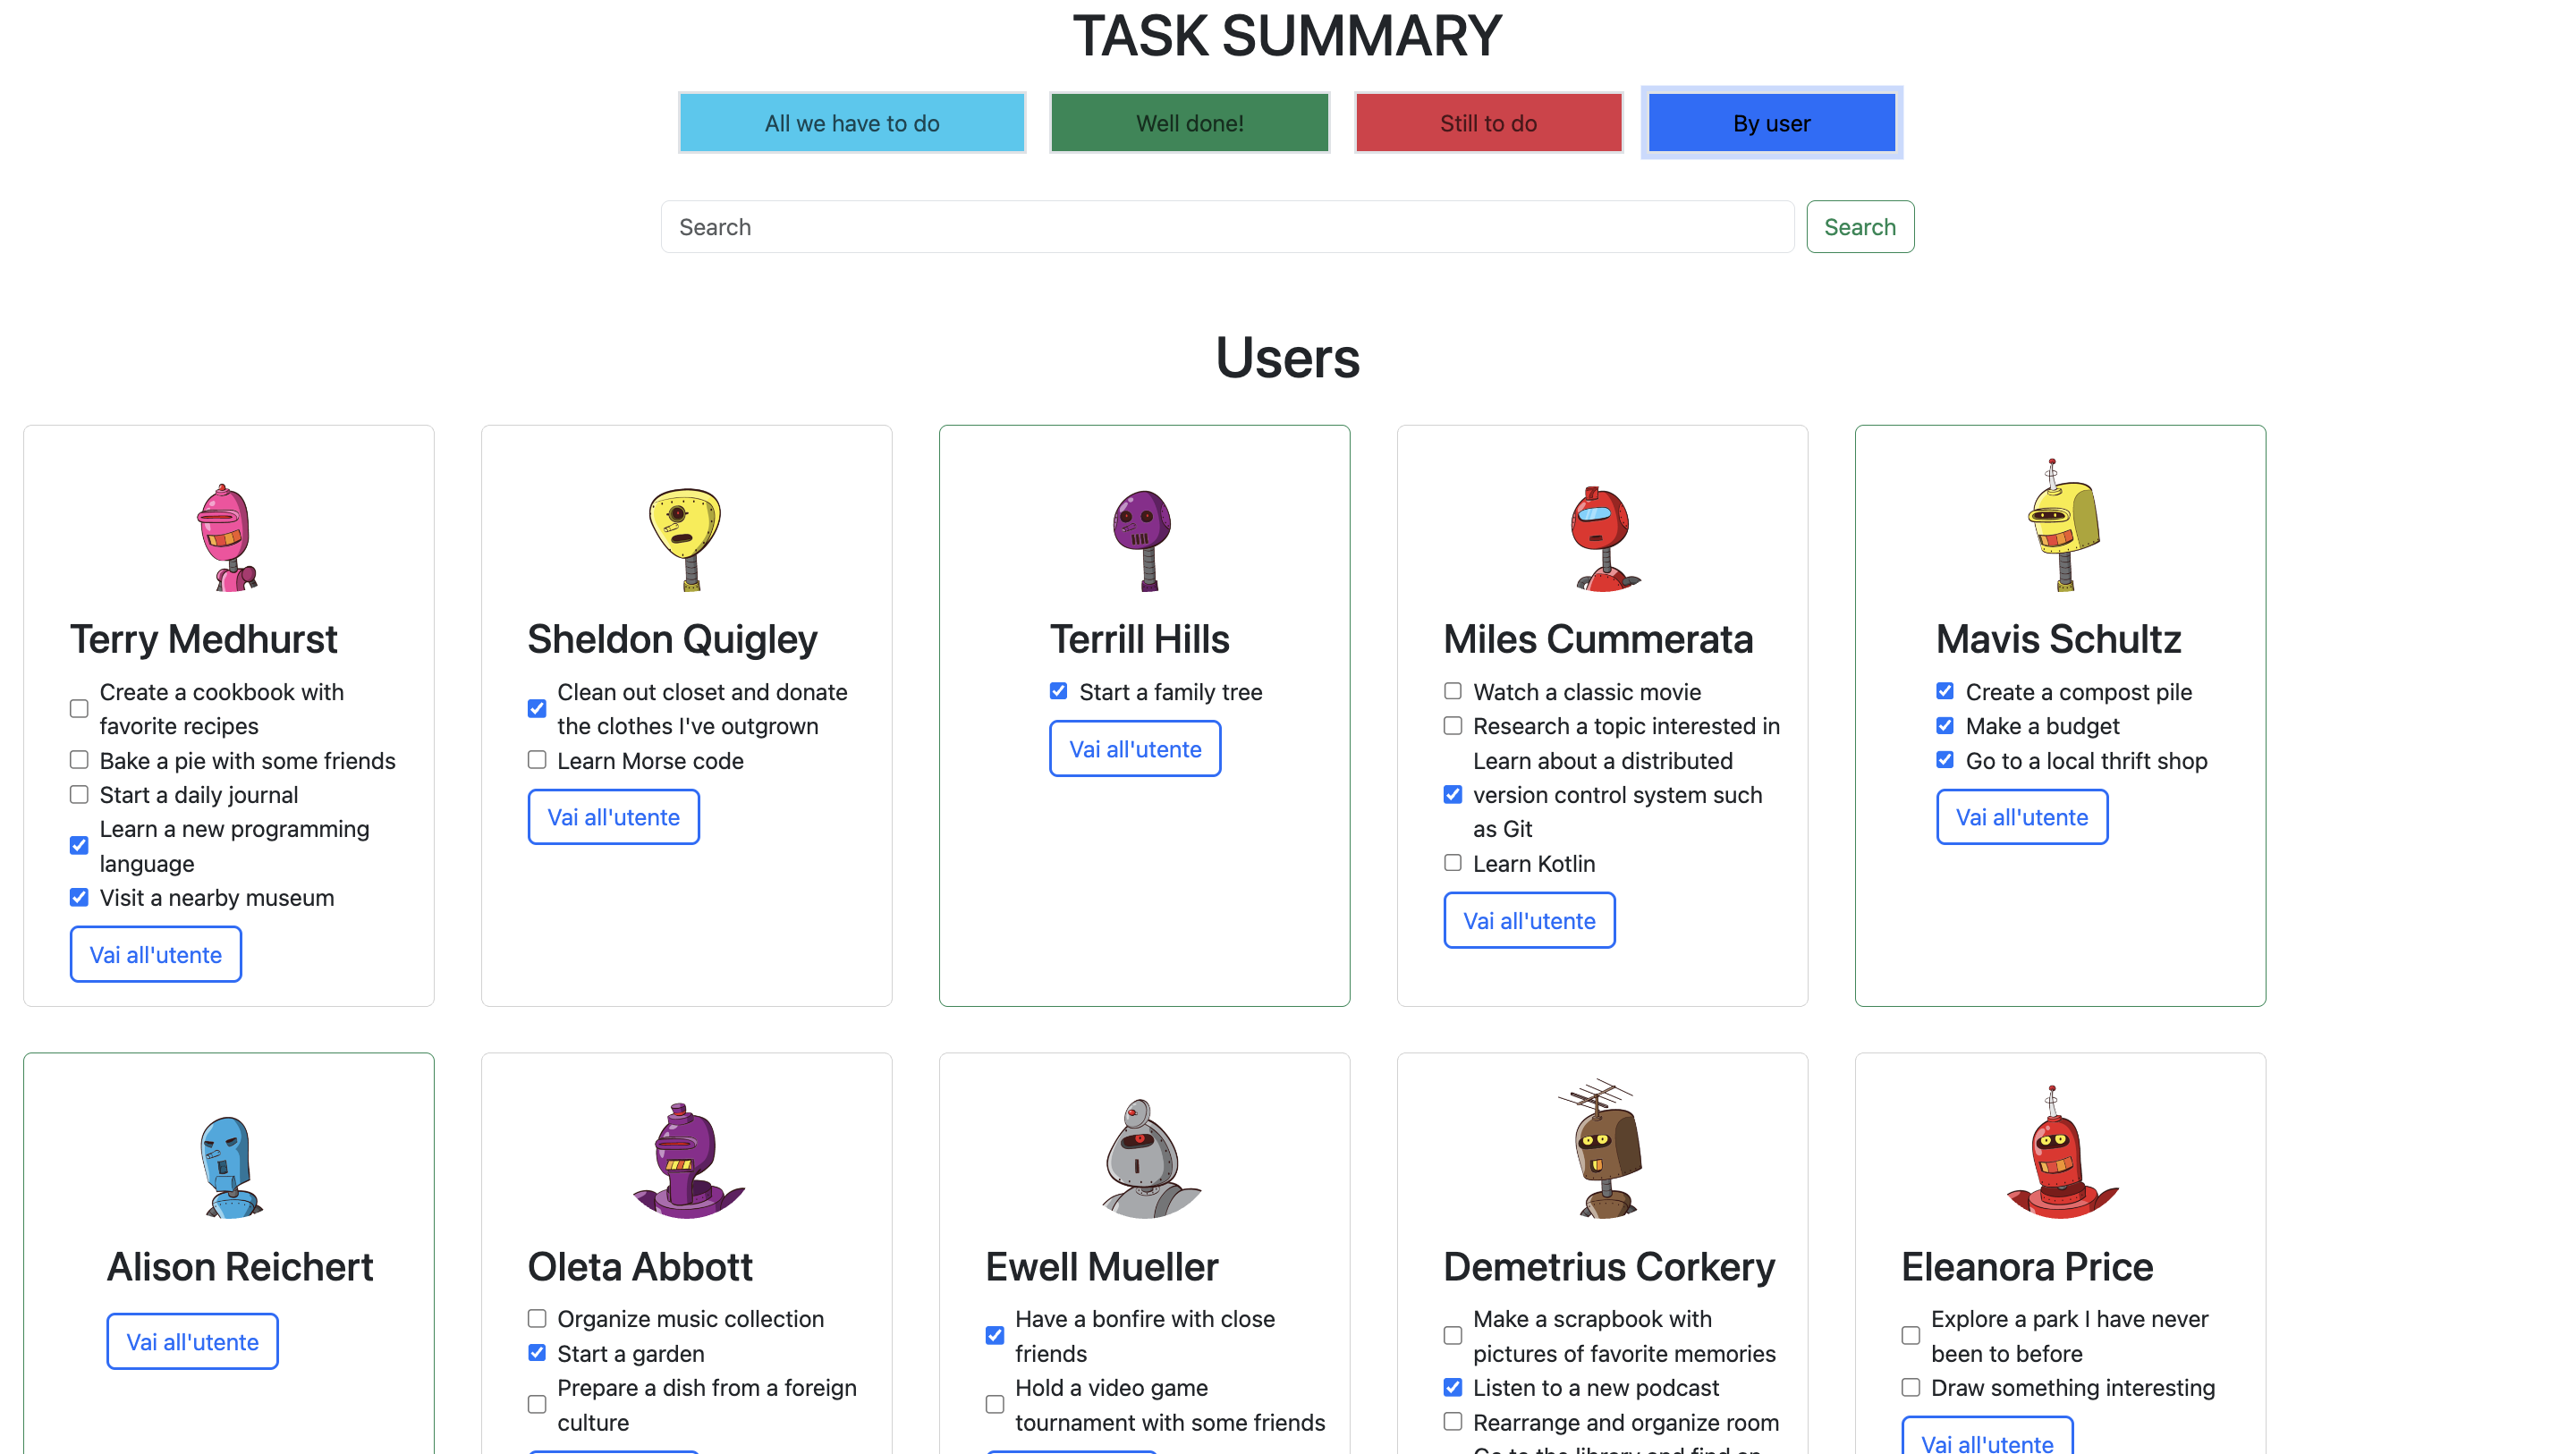 TASK SUMMARY
All we have to do
Well done!
Still to do
By user
Search
Search
Users
Terry Medhurst
Create a cookbook with
favorite recipes
Bake a pie with some friends
Start a daily journal
Learn a new programming
language
Visit a nearby museum
Vai all'utente
Sheldon Quigley
Clean out closet and donate
the clothes I've outgrown
Learn Morse code
Vai all'utente
Terrill Hills
Start a family tree
Vai all'utente
Miles Cummerata
Watch a classic movie
Research a topic interested in
Learn about a distributed
version control system such
as Git
Learn Kotlin
Vai all'utente
Mavis Schultz
Create a compost pile
Make a budget
Go to a local thrift shop
Vai all'utente
Alison Reichert
Vai all'utente
Oleta Abbott
Organize music collection
Start a garden
Prepare a dish from a foreign
culture
Ewell Mueller
Have a bonfire with close
friends
Hold a video game
tournament with some friends
Demetrius Corkery
Make a scrapbook with
pictures of favorite memories
Listen to a new podcast
Rearrange and organize room
Go to the library and find an
Eleanora Price
Explore a park I have never
been to before
Draw something interesting
Vai all'utente